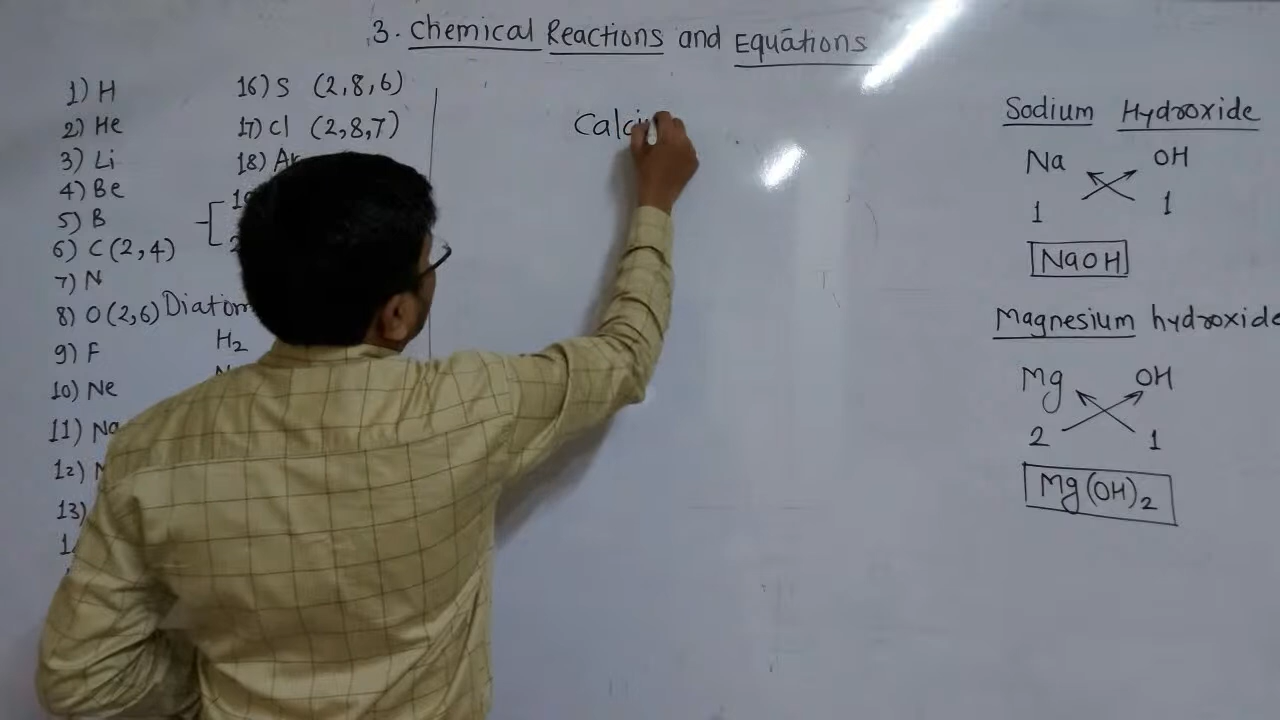 3. Chemical Reactions and Equations
1) H
2) He
3) Li
4) Be
5) B
6) C (2,4)
7) N
8) O (2,6)
9) F
10) Ne
11) Na
12)
13)
16) S (2,8,6)
17) Cl (2,8,7)
18) Ar
Diatom
H2
Calci
Sodium Hydroxide
Na OH
1 1
NaOH
Magnesium hydroxide
Mg OH
2 1
Mg(OH)2